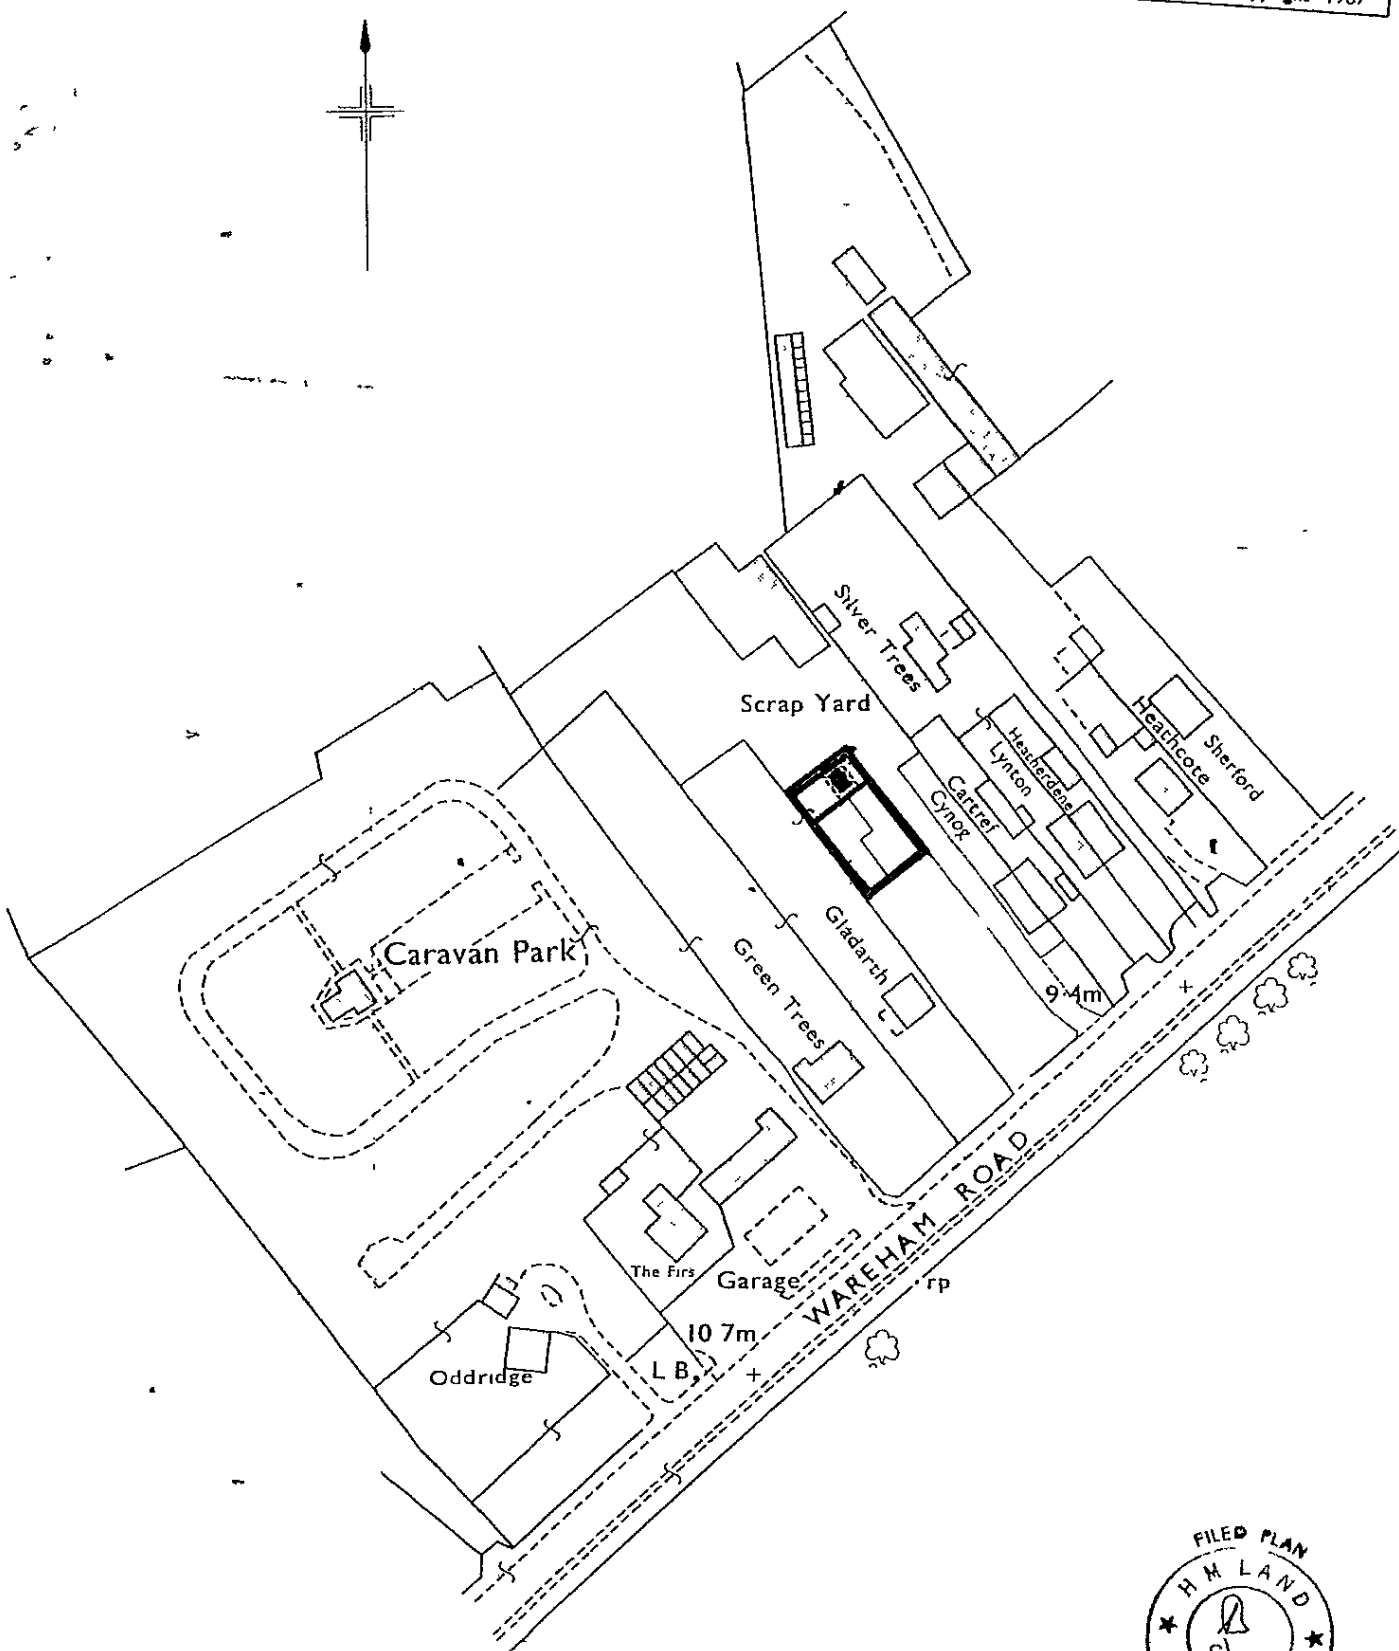 Silver Trees
Scrap Yard
Heathcote
Sherford
Heatherdene
Lynton
Cartref
Cynog
Caravan Park
Gladarth
Green Trees
9·4m
WAREHAM ROAD
The Firs
Garage
rp
10 7m
L B
Oddridge
FILED PLAN
H M LAND